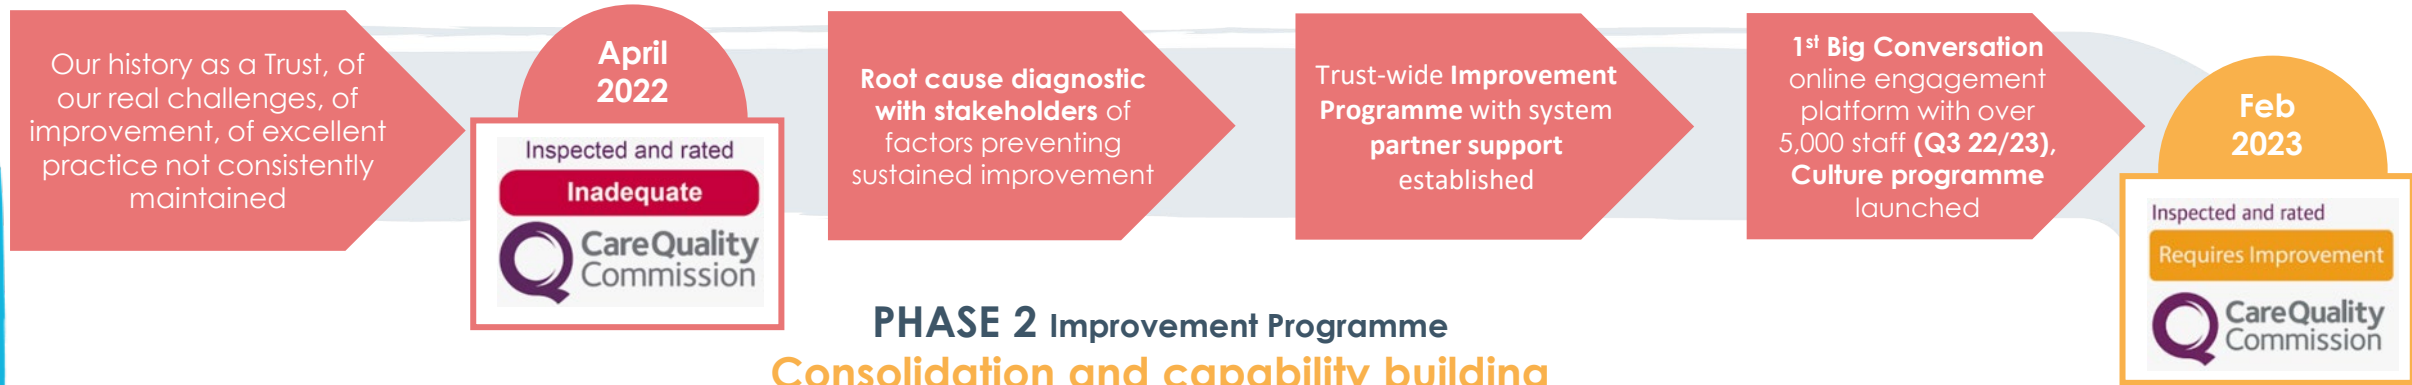 Our history as a Trust, of
our real challenges, of
improvement, of excellent
practice not consistently
maintained
April
2022
Inspected and rated
Inadequate
CareQuality
Commission
Root cause diagnostic
with stakeholders of
factors preventing
sustained improvement
Trust-wide Improvement
Programme with system
partner support
established
1st Big Conversation
online engagement
platform with over
5,000 staff (Q3 22/23),
Culture programme
launched
Feb
2023
Inspected and rated
Requires Improvement
CareQuality
Commission
PHASE 2 Improvement Programme
Consolidation and capability building